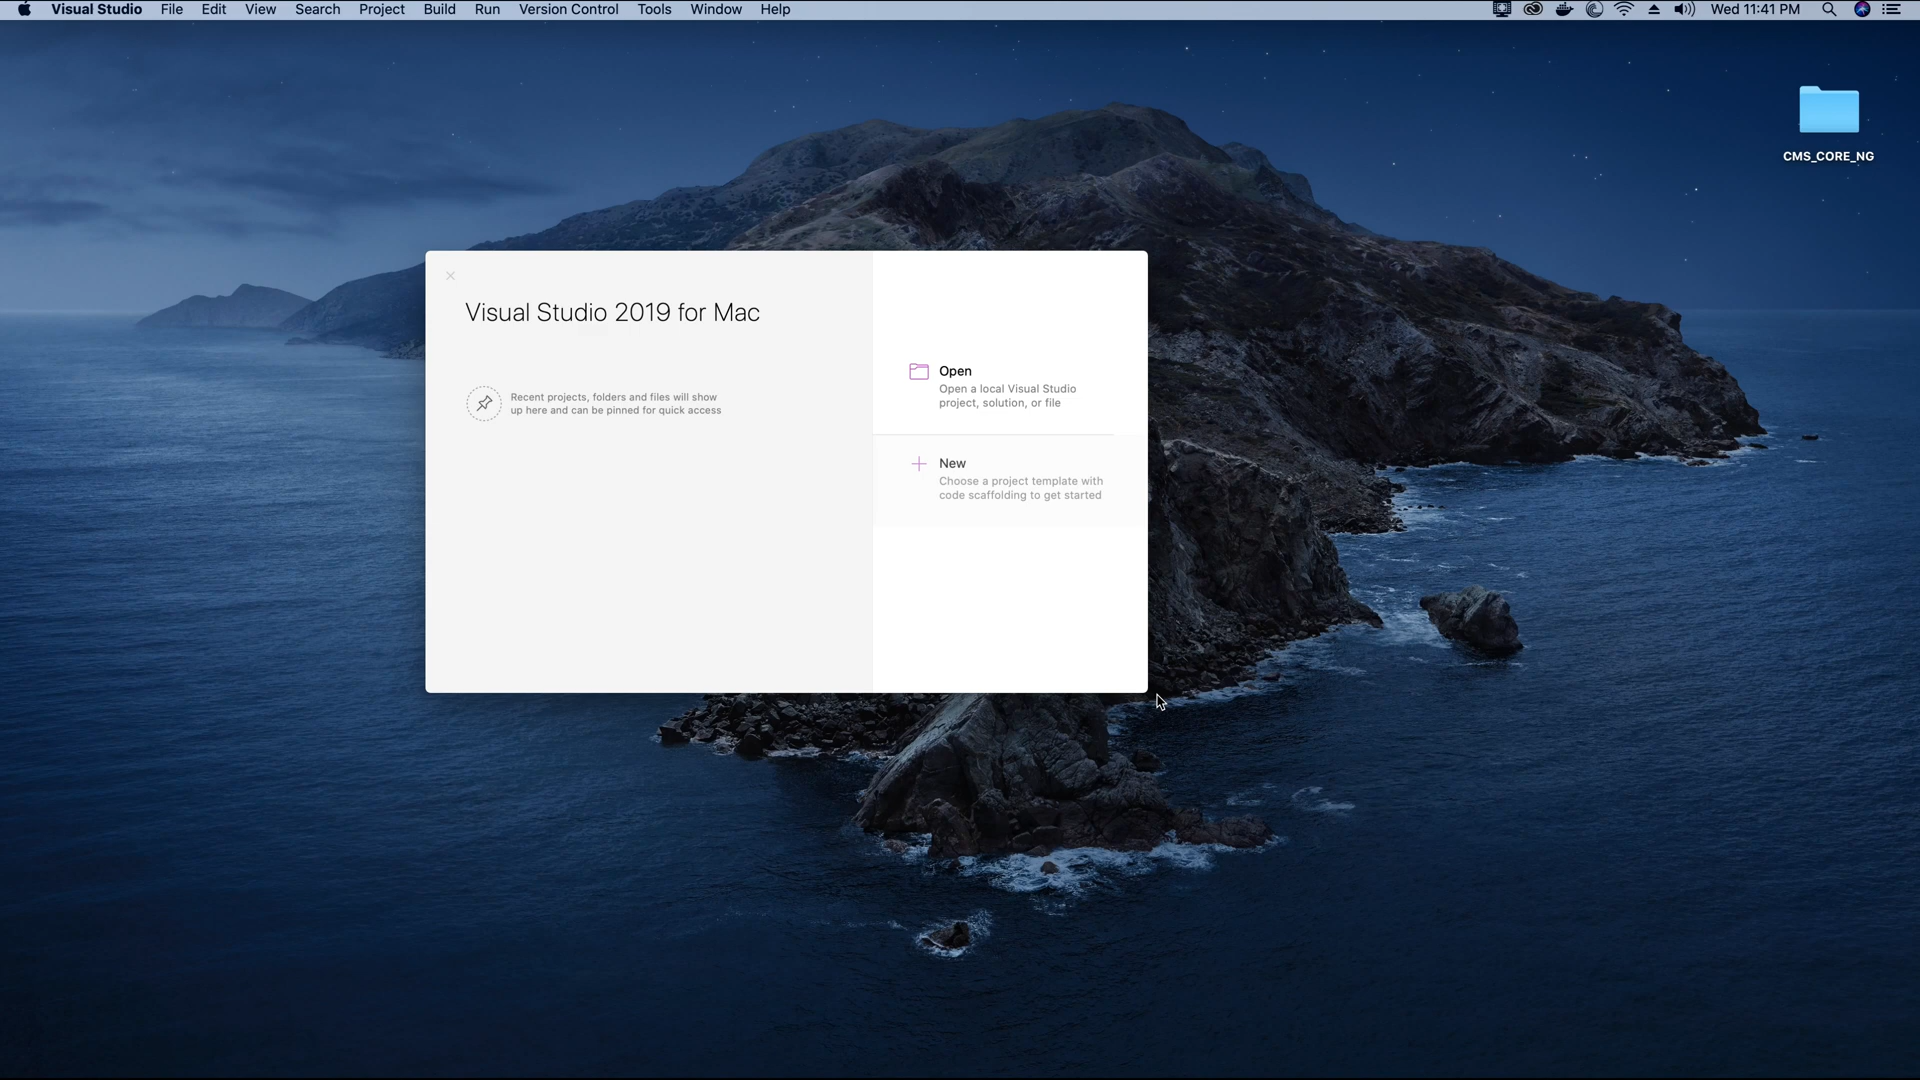 Visual Studio File Edit View Search Project Build Run Version Control Tools Window Help Wed 11:41 PM
CMS_CORE_NG
Visual Studio 2019 for Mac
Recent projects, folders and files will show
up here and can be pinned for quick access
Open
Open a local Visual Studio
project, solution, or file
New
Choose a project template with
code scaffolding to get started